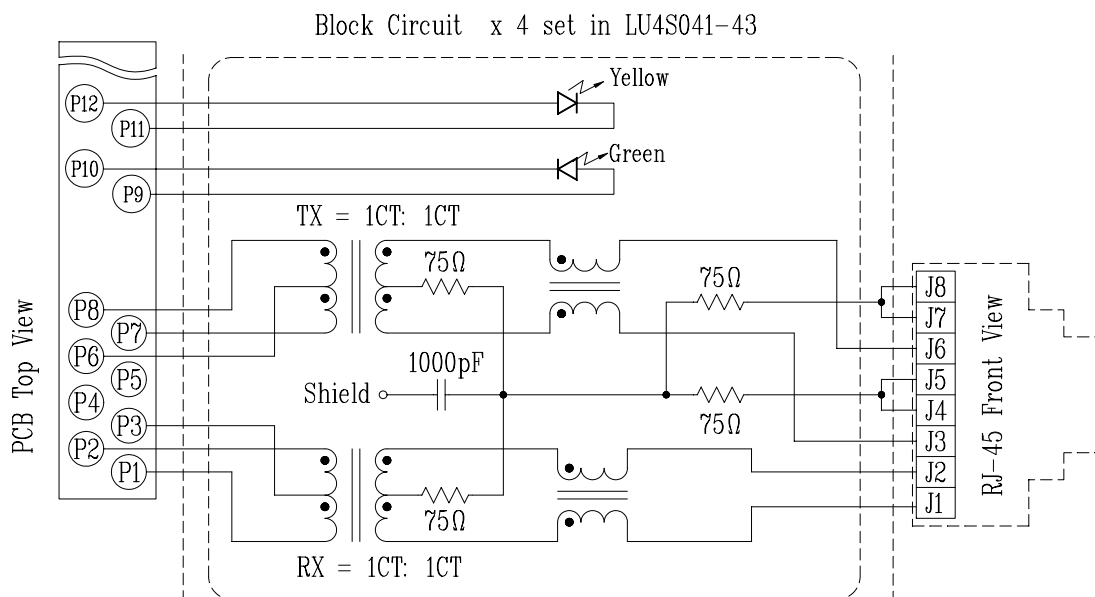 Block Circuit x 4 set in LU4S041-43
Yellow
P12
P11
Green
P10
P9
TX = 1CT: 1CT
75Ω
75Ω
P8
P7
P6
P5
P4
P3
P2
P1
PCB Top View
1000pF
Shield
75Ω
75Ω
RX = 1CT: 1CT
J8
J7
J6
J5
J4
J3
J2
J1
RJ-45 Front View